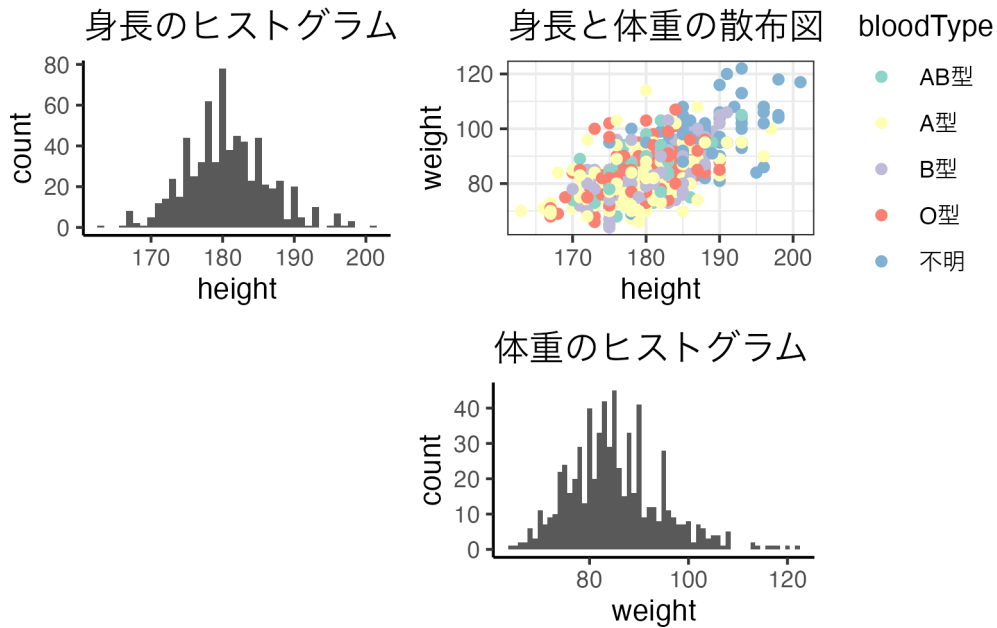 身長のヒストグラム
80
60
40
20
0
count
170 180 190 200
height
身長と体重の散布図
120
100
80
weight
170 180 190 200
height
bloodType
AB型
A型
B型
O型
不明
体重のヒストグラム
40
30
20
10
0
count
80 100 120
weight